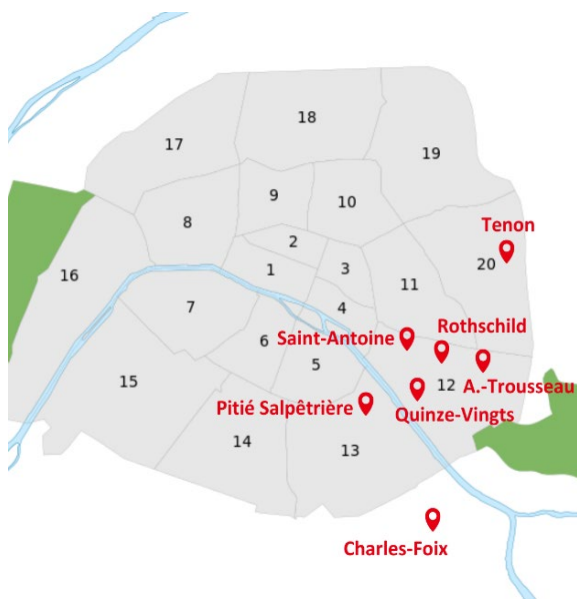 18
17
19
9
10
8
Tenon
2
20
3
1
16
11
4
7
Rothschild
Saint-Antoine
6
5
15
12
A.-Trousseau
Pitié Salpêtrière
Quinze-Vingts
14
13
Charles-Foix